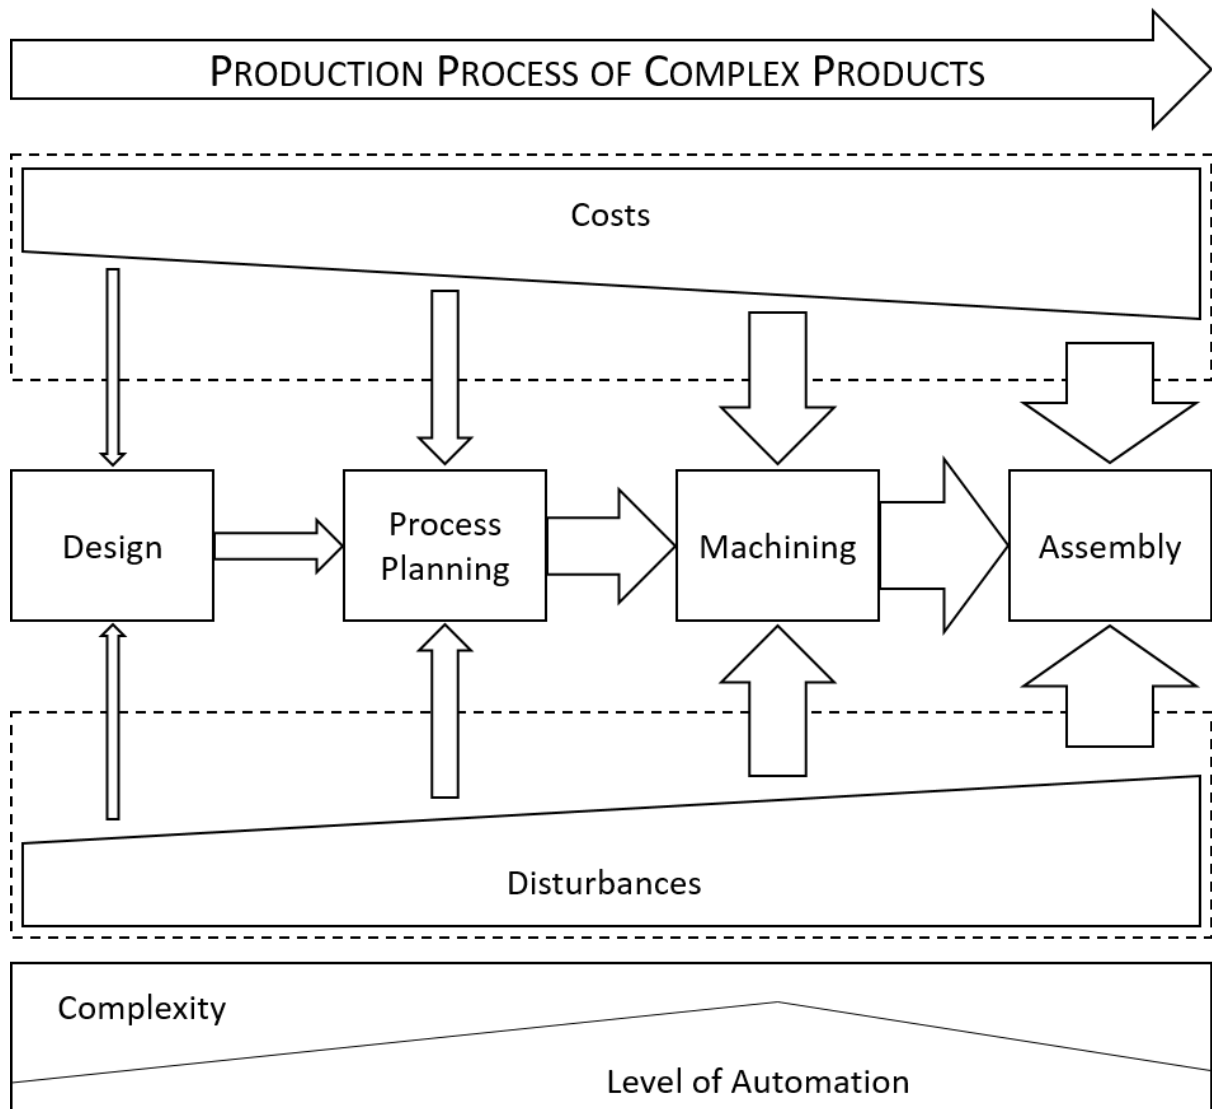 PRODUCTION PROCESS OF COMPLEX PRODUCTS
Costs
Design
Process
Planning
Machining
Assembly
Disturbances
Complexity
Level of Automation